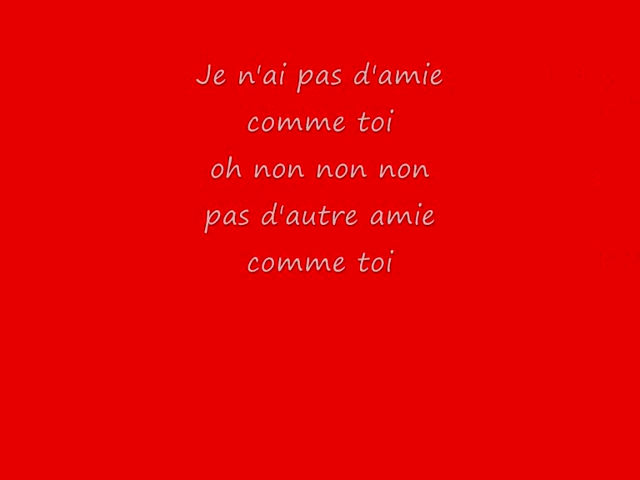 Je n'ai pas d'amie
comme toi
oh non non non
pas d'autre amie
comme toi